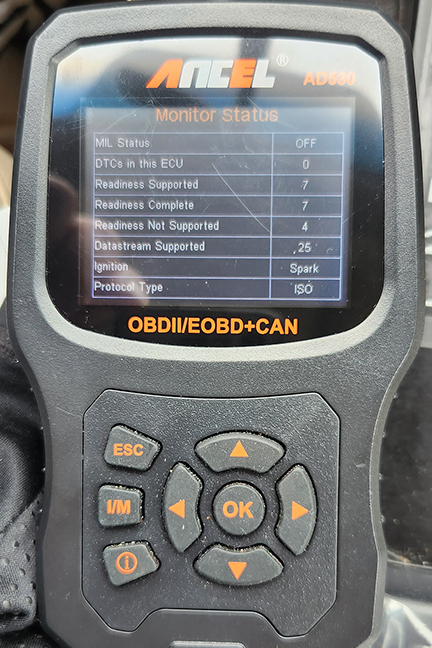 ANCEL®
AD530
Monitor Status
MIL Status OFF
DTCs in this ECU 0
Readiness Supported 7
Readiness Complete 7
Readiness Not Supported 4
Datastream Supported 25
Ignition Spark
Protocol Type ISO
OBDII/EOBD+CAN
ESC
I/M
OK
i